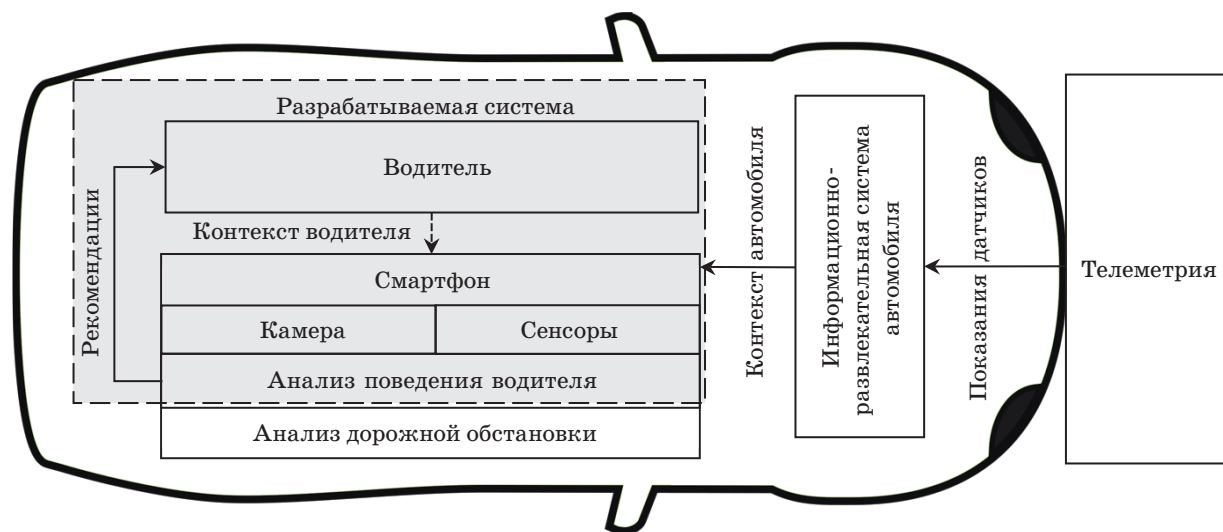 Разрабатываемая система
Водитель
Рекомендации
Контекст водителя
Смартфон
Камера
Сенсоры
Анализ поведения водителя
Анализ дорожной обстановки
Контекст автомобиля
Информационно-
развлекательная система
автомобиля
Показания датчиков
Телеметрия